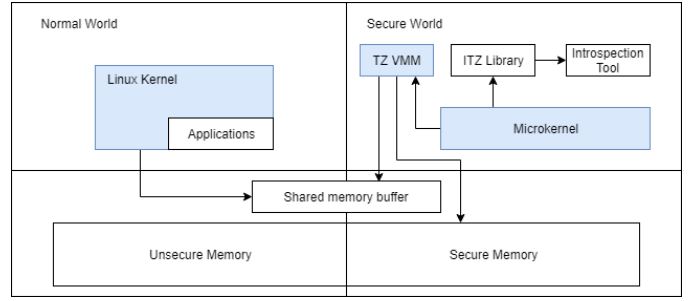 Normal World
Secure World
Linux Kernel
Applications
TZ VMM
ITZ Library
Introspection
Tool
Microkernel
Shared memory buffer
Unsecure Memory
Secure Memory